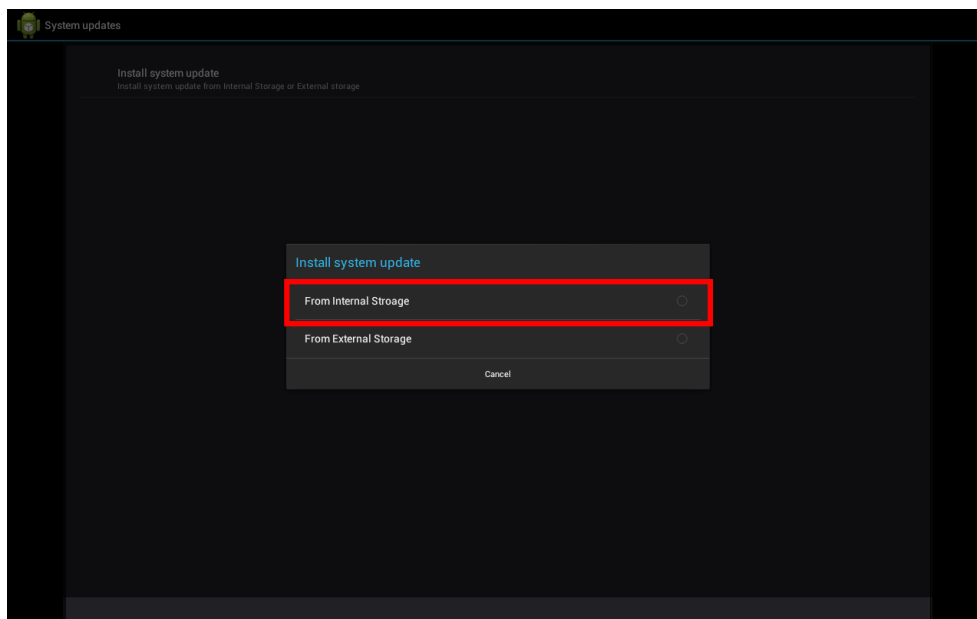 System updates
Install system update
Install system update from Internal Storage or External storage
Install system update
From Internal Stroage
From External Storage
Cancel